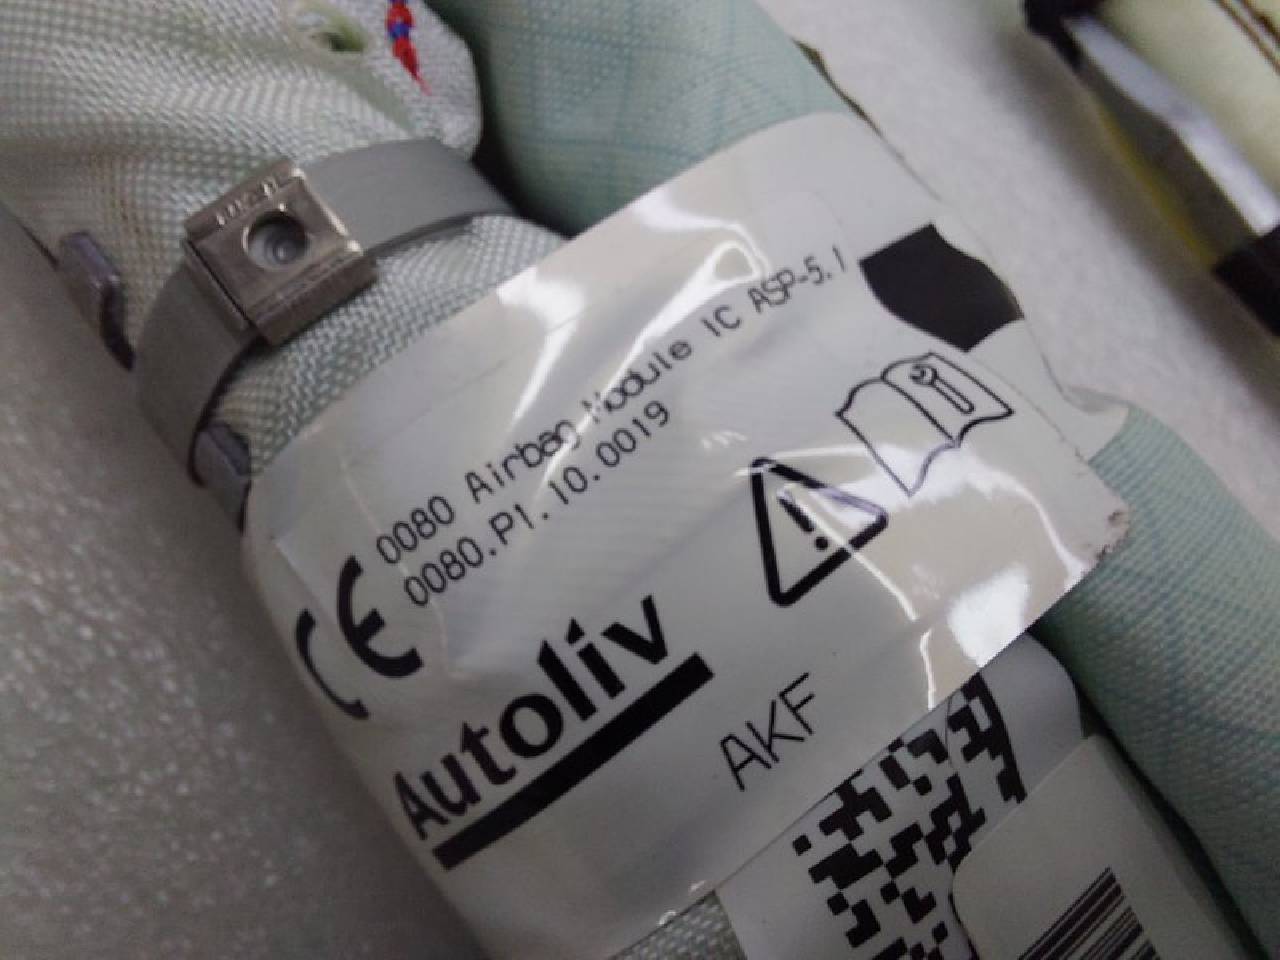 0080 Airbag Module IC ASP-5.1
0080.P1.10.0019
CE
Autoliv
AKF